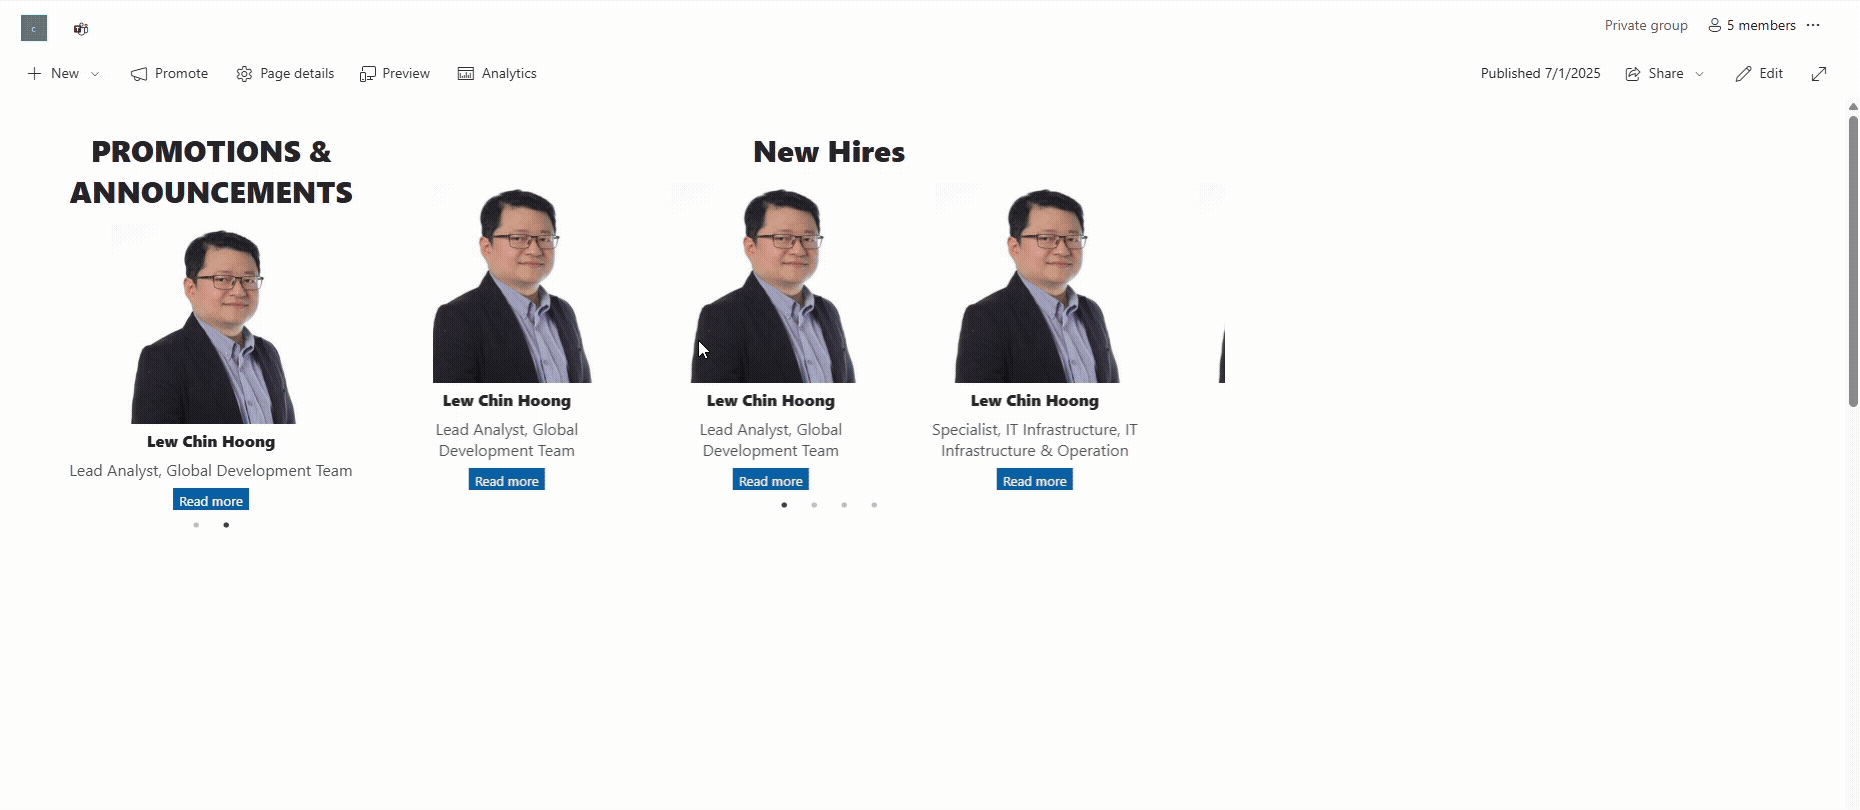 C
Private group
5 members
New
Promote
Page details
Preview
Analytics
Published 7/1/2025
Share
Edit
PROMOTIONS &
ANNOUNCEMENTS
Lew Chin Hoong
Lead Analyst, Global Development Team
Read more
New Hires
Lew Chin Hoong
Lead Analyst, Global
Development Team
Read more
Lew Chin Hoong
Lead Analyst, Global
Development Team
Read more
Lew Chin Hoong
Specialist, IT Infrastructure, IT
Infrastructure & Operation
Read more